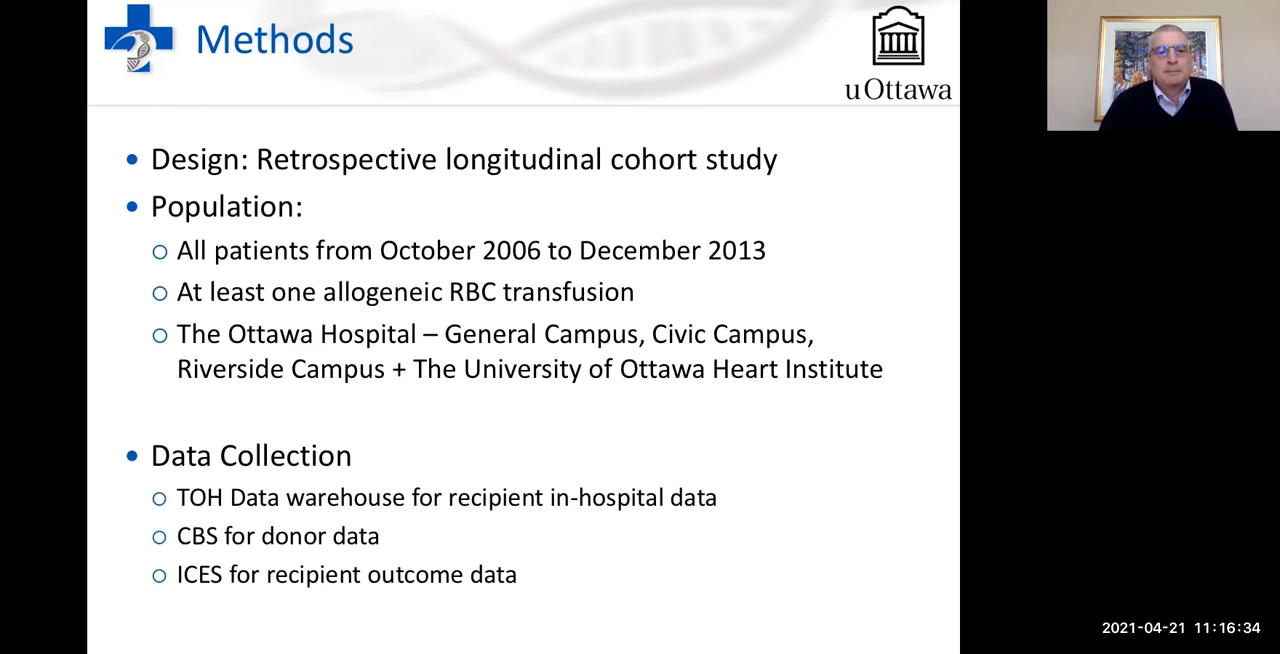 Methods
uOttawa
• Design: Retrospective longitudinal cohort study
• Population:
○ All patients from October 2006 to December 2013
○ At least one allogeneic RBC transfusion
○ The Ottawa Hospital – General Campus, Civic Campus,
Riverside Campus + The University of Ottawa Heart Institute
• Data Collection
○ TOH Data warehouse for recipient in-hospital data
○ CBS for donor data
○ ICES for recipient outcome data
2021-04-21 11:16:34